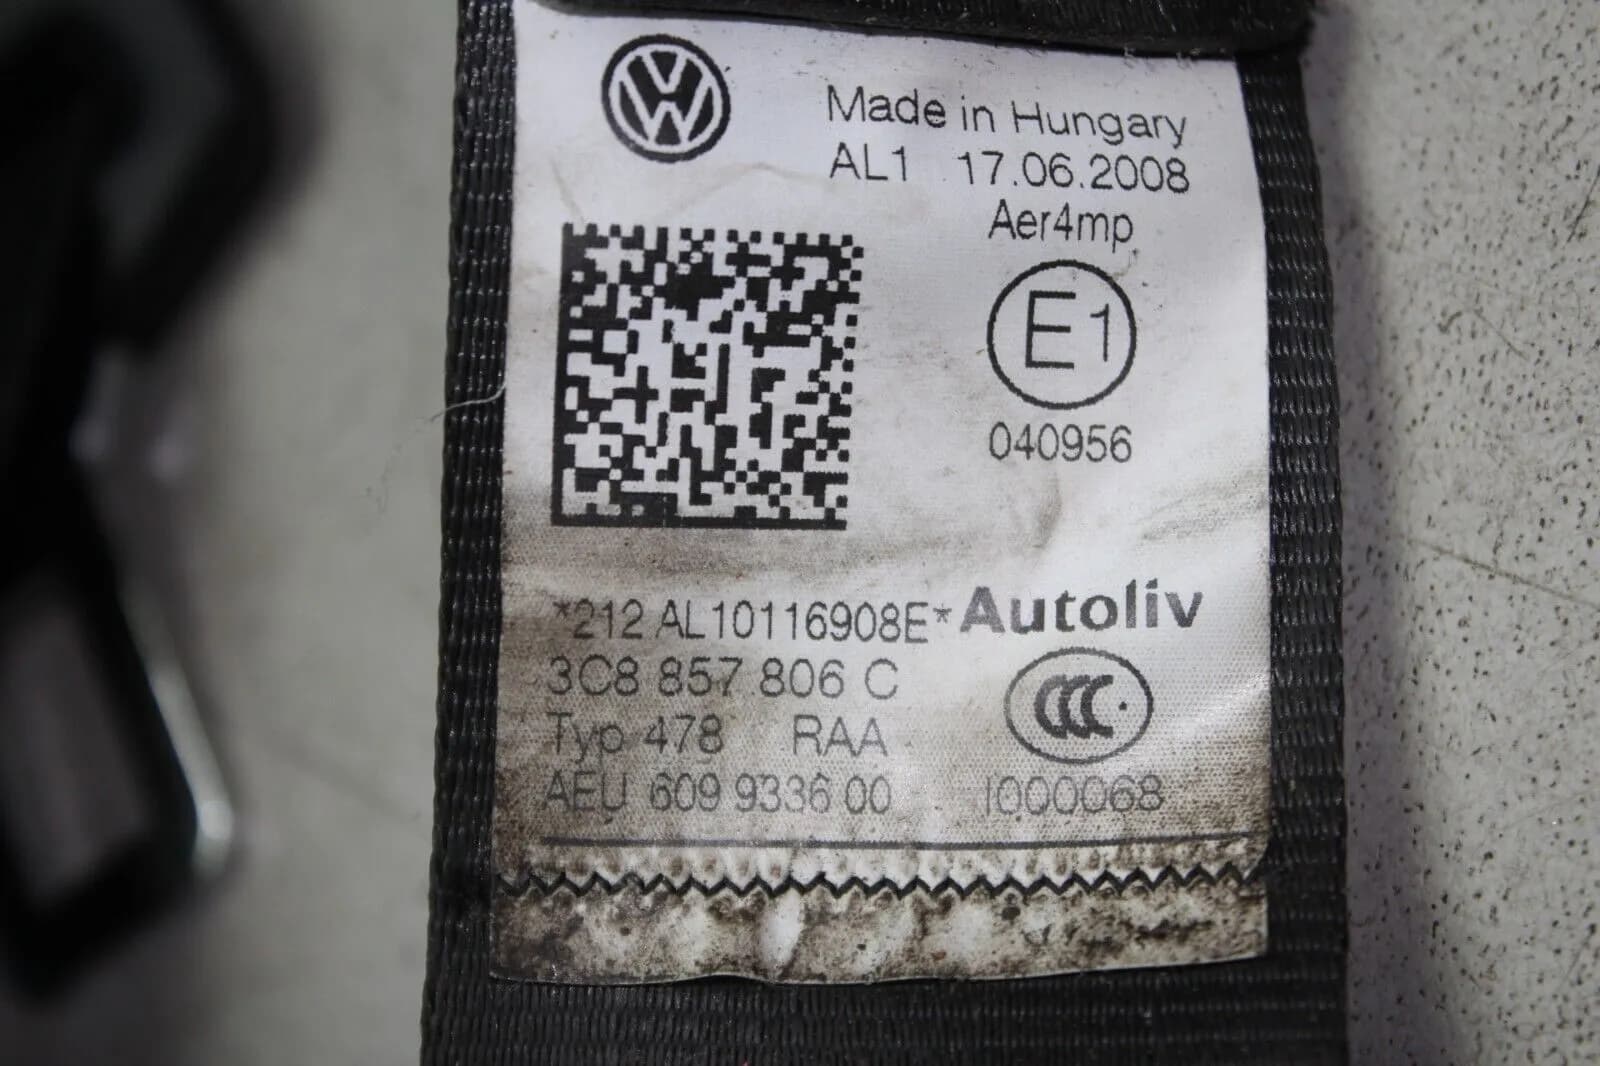 Made in Hungary
AL1 17.06.2008
Aer4mp
E1
040956
*212 AL10116908E* Autoliv
3C8 857 806 C
CCC
Typ 478 RAA
AEU 609 9336 00 I000068